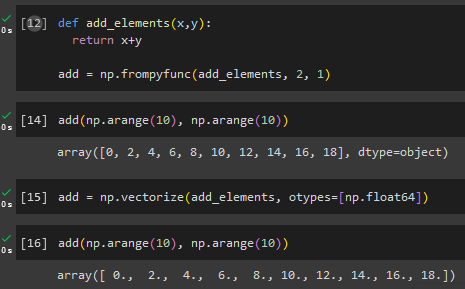 [12] def add_elements(x,y):
return x+y
0s
add = np.frompyfunc(add_elements, 2, 1)
[14] add(np.arange(10), np.arange(10))
0s
array([0, 2, 4, 6, 8, 10, 12, 14, 16, 18], dtype=object)
[15] add = np.vectorize(add_elements, otypes=[np.float64])
0s
[16] add(np.arange(10), np.arange(10))
0s
array([ 0.,  2.,  4.,  6.,  8., 10., 12., 14., 16., 18.])